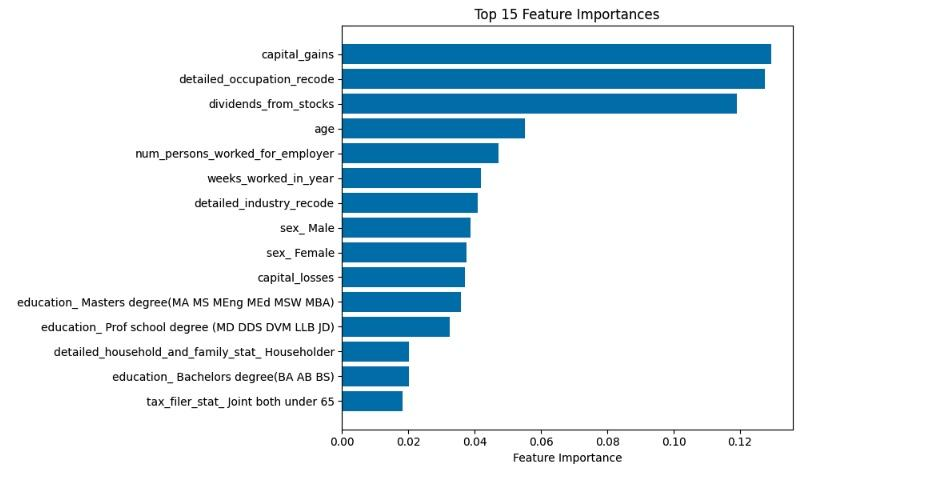 Top 15 Feature Importances
capital_gains
detailed_occupation_recode
dividends_from_stocks
age
num_persons_worked_for_employer
weeks_worked_in_year
detailed_industry_recode
sex_ Male
sex_ Female
capital_losses
education_ Masters degree(MA MS MEng MEd MSW MBA)
education_ Prof school degree (MD DDS DVM LLB JD)
detailed_household_and_family_stat_ Householder
education_ Bachelors degree(BA AB BS)
tax_filer_stat_ Joint both under 65
0.00 0.02 0.04 0.06 0.08 0.10 0.12
Feature Importance